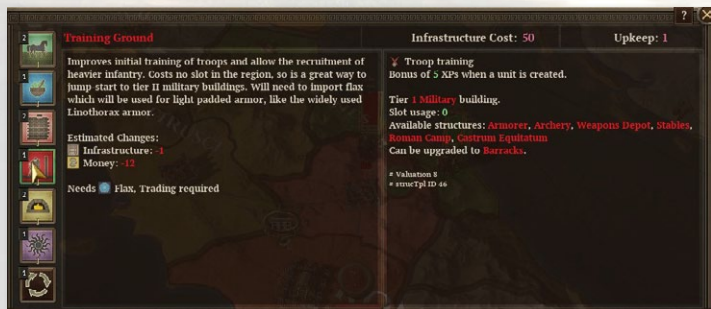 ?
Training Ground
Infrastructure Cost: 50
Upkeep: 1
2
Improves initial training of troops and allow the recruitment of
heavier infantry. Costs no slot in the region, so is a great way to
jump start to tier II military buildings. Will need to import flax
which will be used for light padded armor, like the widely used
Linothorax armor.
Estimated Changes:
Infrastructure: -1
Money: -12
Needs Flax, Trading required
1
1
2
1
1
Troop training
Bonus of 5 XPs when a unit is created.
Tier 1 Military building.
Slot usage: 0
Available structures: Armorer, Archery, Weapons Depot, Stables,
Roman Camp, Castrum Equitatum
Can be upgraded to Barracks.
# Valuation 8
# strucTpl ID 46